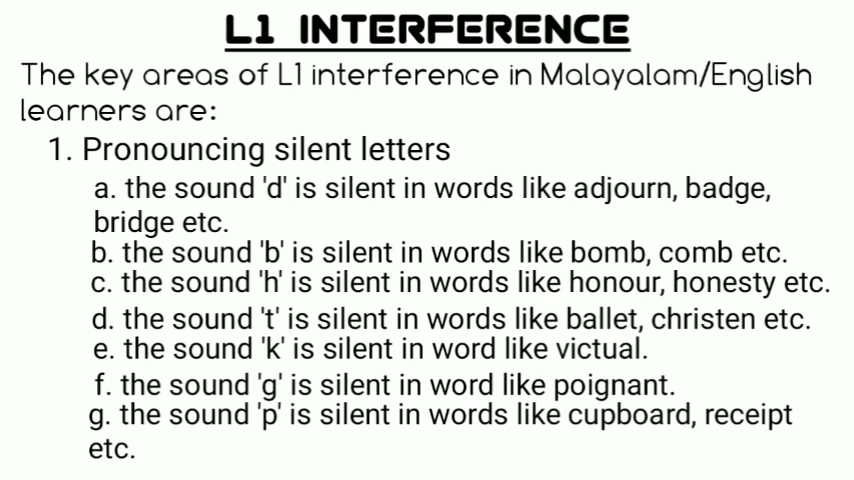 L1 INTERFERENCE
The key areas of L1 interference in Malayalam/English
learners are:
1. Pronouncing silent letters
a. the sound 'd' is silent in words like adjourn, badge,
bridge etc.
b. the sound 'b' is silent in words like bomb, comb etc.
c. the sound 'h' is silent in words like honour, honesty etc.
d. the sound 't' is silent in words like ballet, christen etc.
e. the sound 'k' is silent in word like victual.
f. the sound 'g' is silent in word like poignant.
g. the sound 'p' is silent in words like cupboard, receipt
etc.